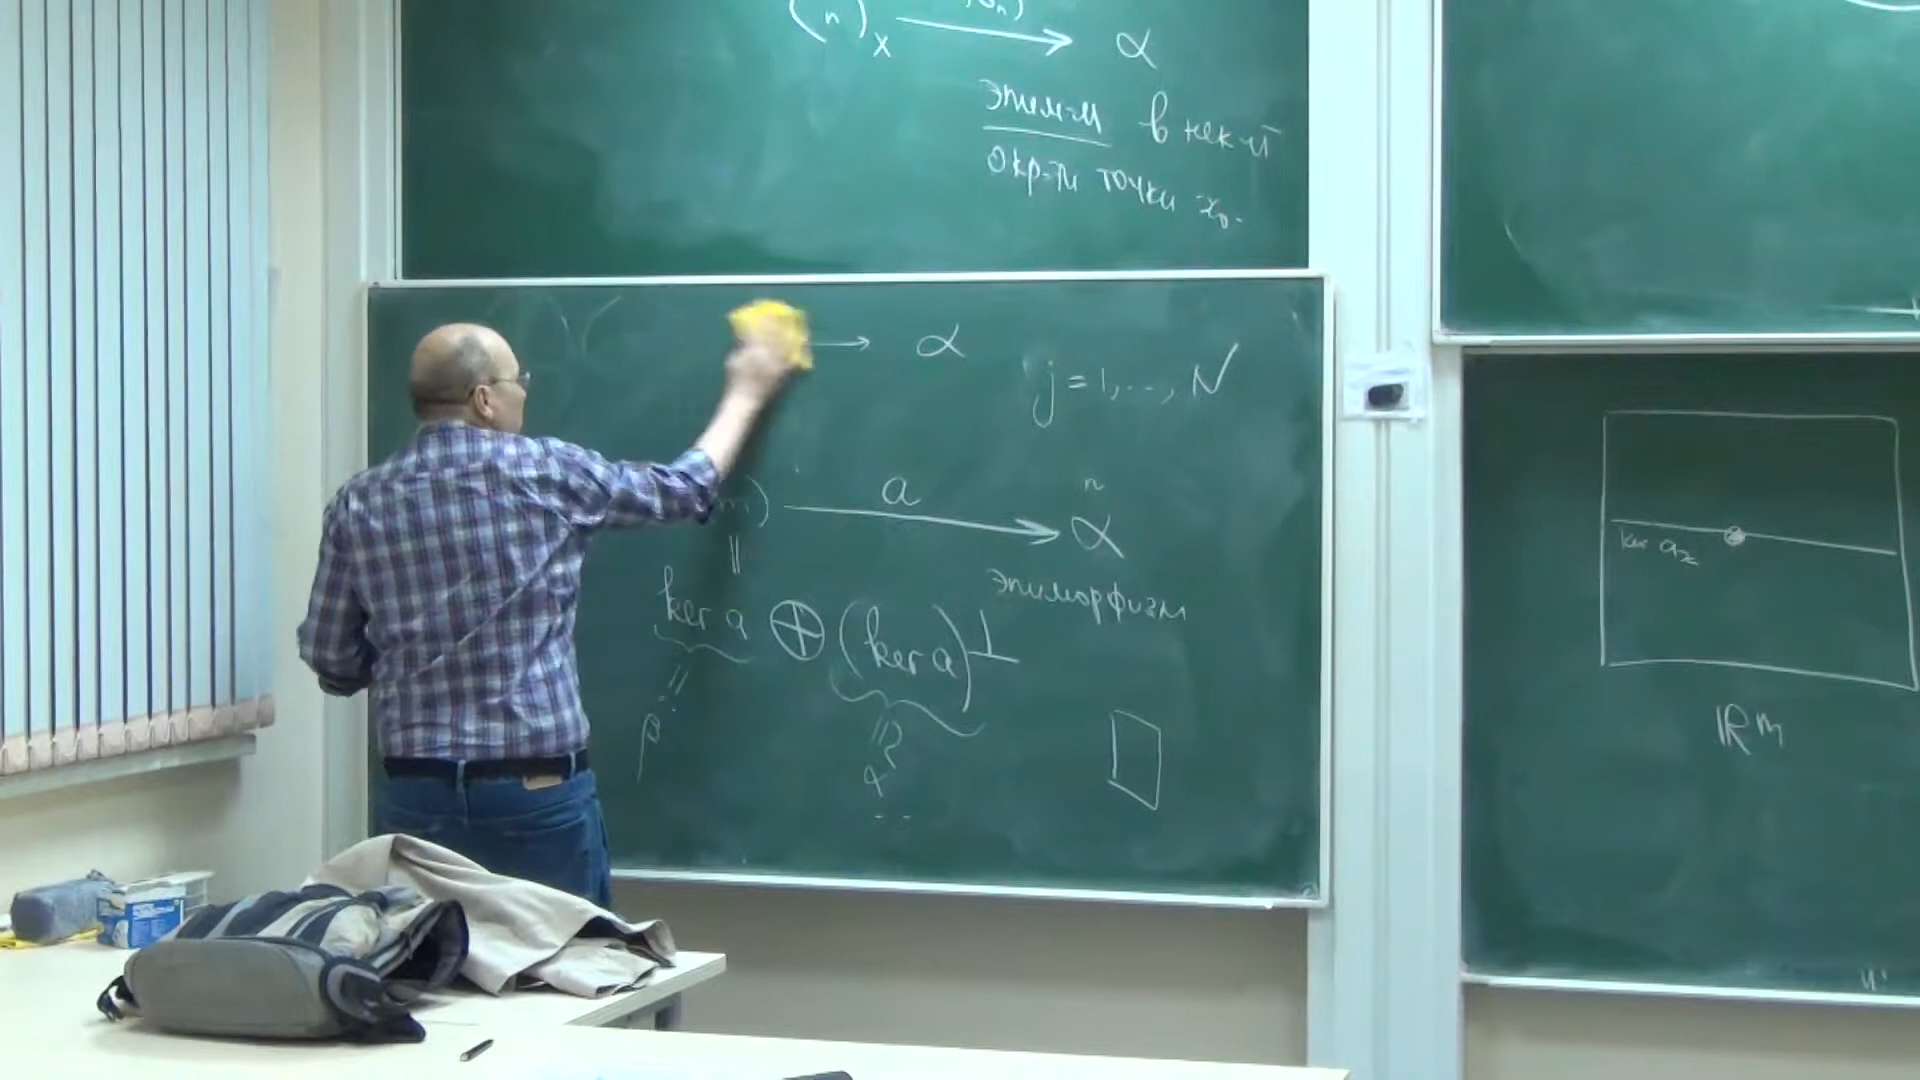 (n)ₓ → α
эпим-м в нек-й
окр-ти точки x₀.
→ α
j = 1, ..., N
m) —a→ α
n
||
эпиморфизм
ker a ⊕ (ker a)^⊥
||
β
α
ker aₓ
ℝᵐ